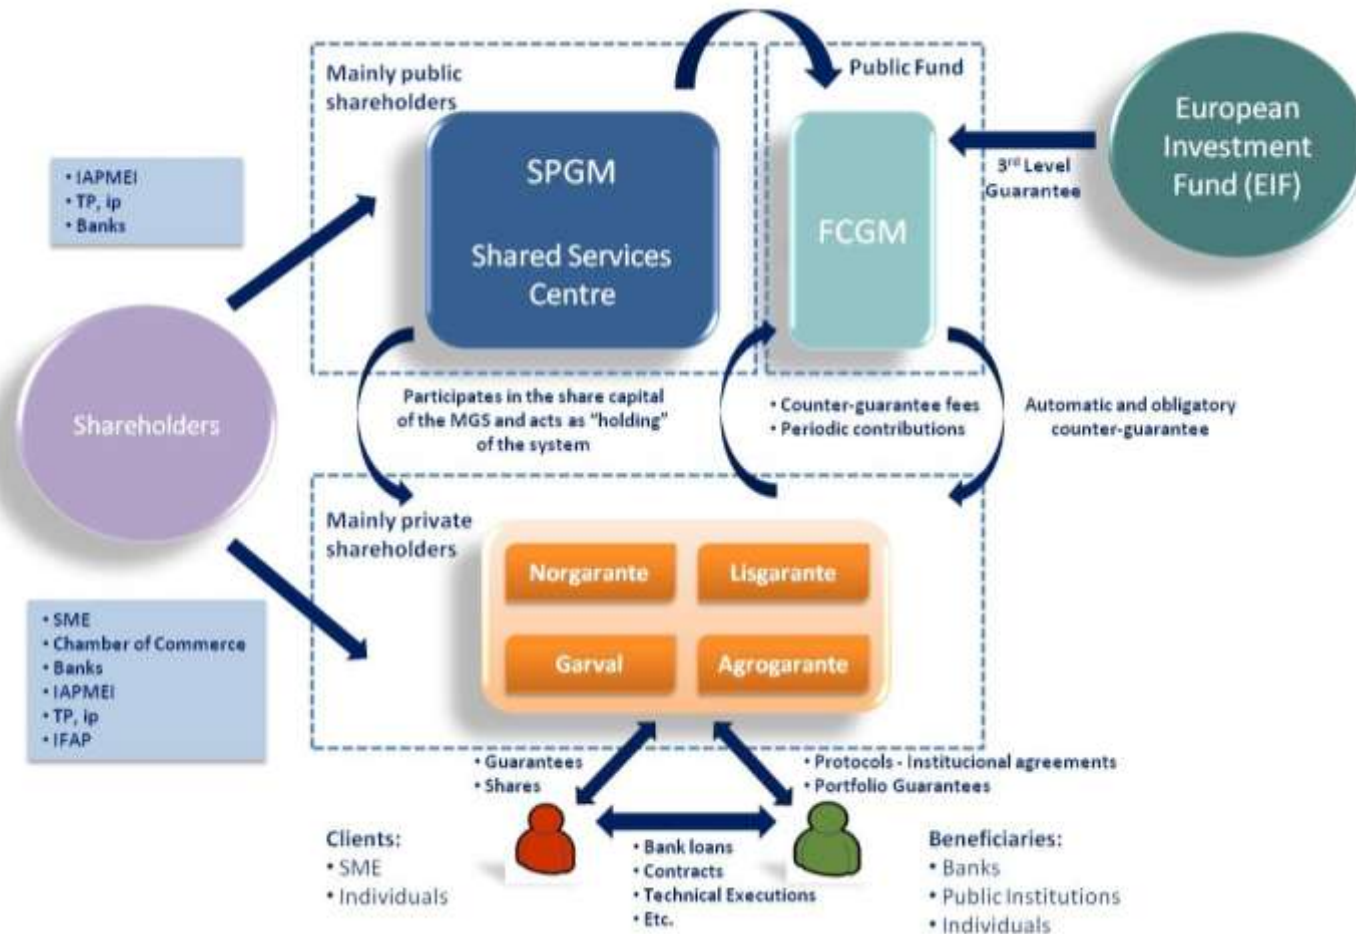 Mainly public
shareholders
Public Fund
European
Investment
Fund (EIF)
SPGM
Shared Services
Centre
FCGM
3rd Level
Guarantee
• IAPMEI
• TP, ip
• Banks
Shareholders
Participates in the share capital
of the MGS and acts as "holding"
of the system
• Counter-guarantee fees
• Periodic contributions
Automatic and obligatory
counter-guarantee
Mainly private
shareholders
Norgarante
Lisgarante
Garval
Agrogarante
• SME
• Chamber of Commerce
• Banks
• IAPMEI
• TP, ip
• IFAP
• Guarantees
• Shares
• Protocols - Institucional agreements
• Portfolio Guarantees
Clients:
• SME
• Individuals
• Bank loans
• Contracts
• Technical Executions
• Etc.
Beneficiaries:
• Banks
• Public Institutions
• Individuals